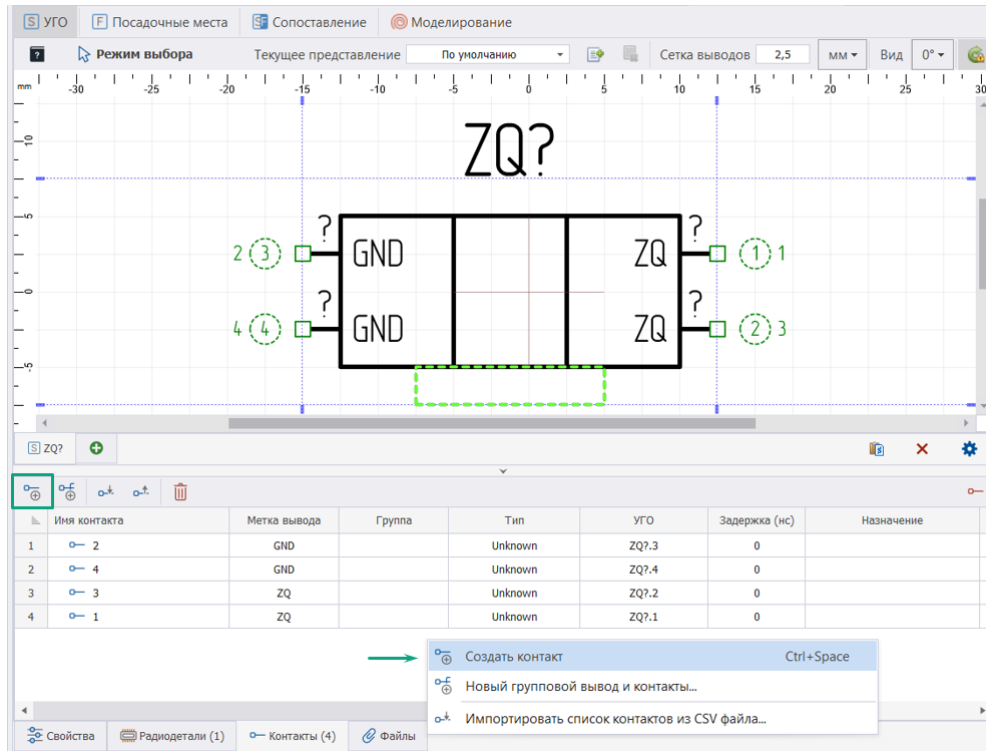 S УГО F Посадочные места SF Сопоставление Моделирование
? Режим выбора Текущее представление По умолчанию Сетка выводов 2,5 мм Вид 0°
mm -30 -25 -20 -15 -10 -5 0 5 10 15 20 25 30
10
ZQ?
5
? ?
2 3 GND ZQ 1 1
0
? ?
4 4 GND ZQ 2 3
-5
S ZQ?
Имя контакта Метка вывода Группа Тип УГО Задержка (нс) Назначение
1 2 GND Unknown ZQ?.3 0
2 4 GND Unknown ZQ?.4 0
3 3 ZQ Unknown ZQ?.2 0
4 1 ZQ Unknown ZQ?.1 0
Создать контакт Ctrl+Space
Новый групповой вывод и контакты...
Импортировать список контактов из CSV файла...
Свойства Радиодетали (1) Контакты (4) Файлы